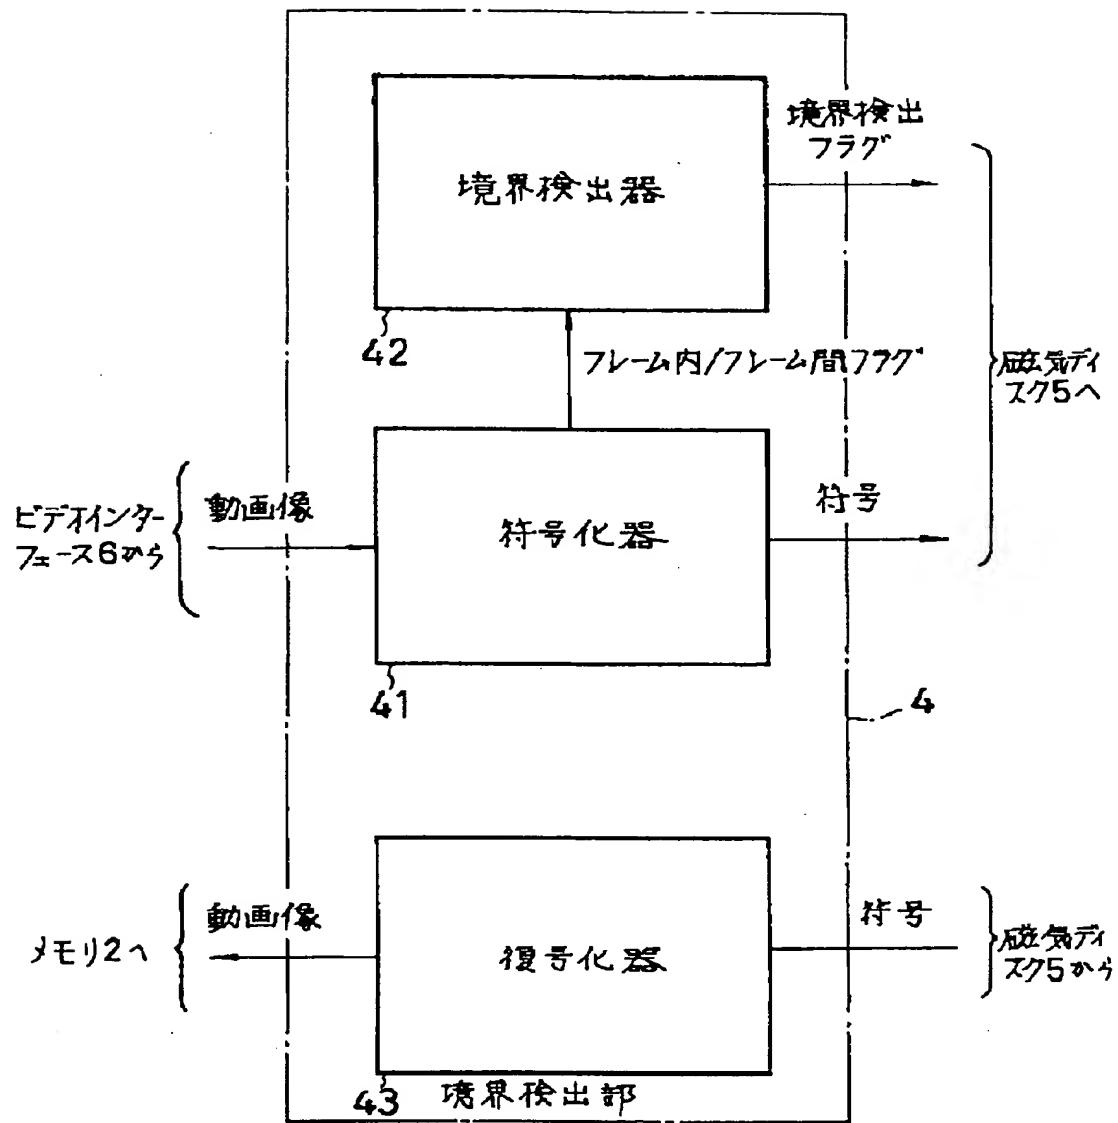 境界検出
フラグ
境界検出器
42
フレーム内/フレーム間フラグ
磁気ディ
スク5へ
ビデオインター
フェース6から
動画像
符号化器
符号
41
4
メモリ2へ
動画像
復号化器
符号
磁気ディ
スク5から
43
境界検出部